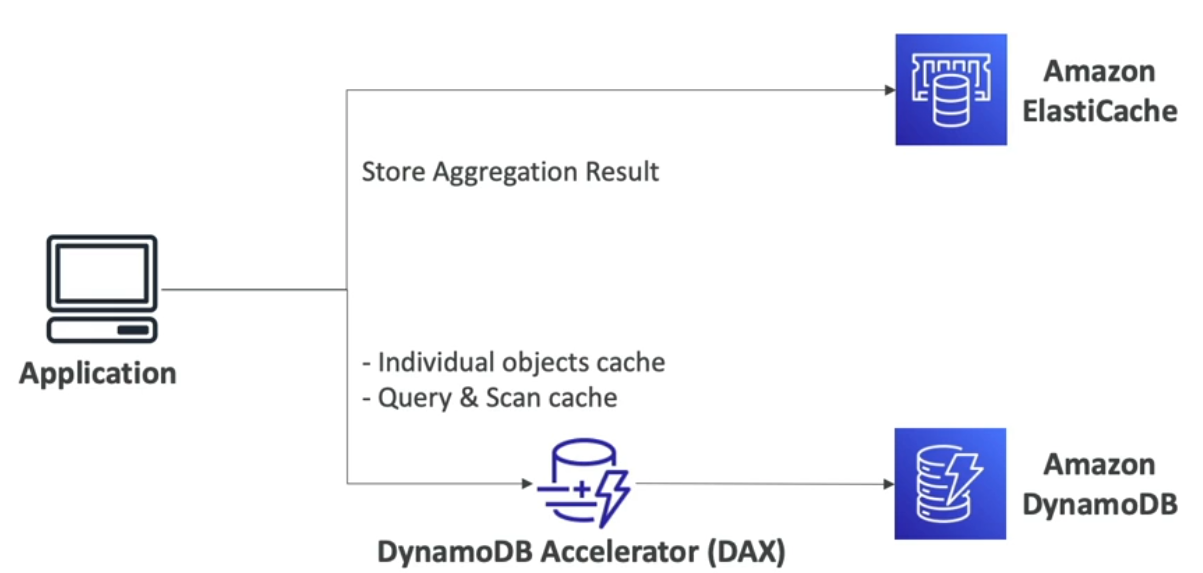 Amazon
ElastiCache
Store Aggregation Result
Application
- Individual objects cache
- Query & Scan cache
Amazon
DynamoDB
DynamoDB Accelerator (DAX)